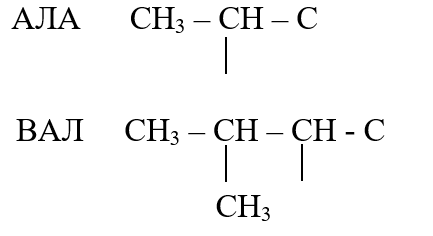 АЛА CH₃ – CH – C
ВАЛ CH₃ – CH – CH - C
CH₃